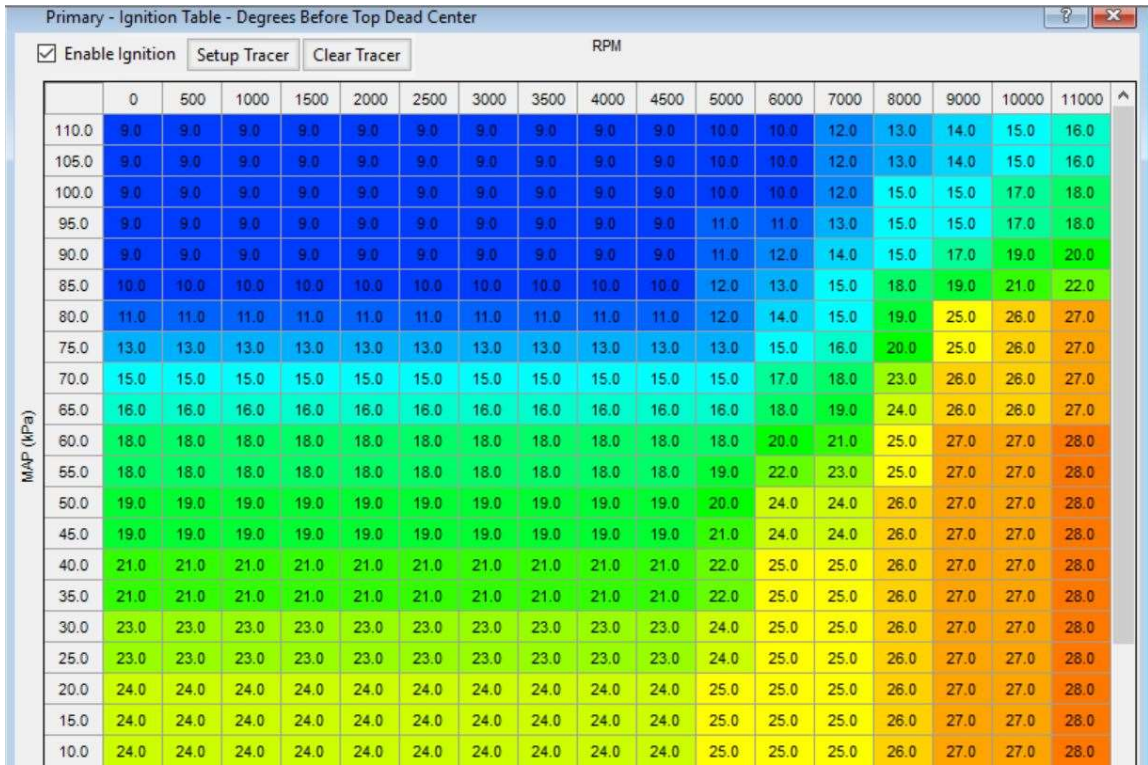 Primary - Ignition Table - Degrees Before Top Dead Center
Enable Ignition Setup Tracer Clear Tracer RPM
0 500 1000 1500 2000 2500 3000 3500 4000 4500 5000 6000 7000 8000 9000 10000 11000
110.0 9.0 9.0 9.0 9.0 9.0 9.0 9.0 9.0 9.0 9.0 10.0 10.0 12.0 13.0 14.0 15.0 16.0
105.0 9.0 9.0 9.0 9.0 9.0 9.0 9.0 9.0 9.0 9.0 10.0 10.0 12.0 13.0 14.0 15.0 16.0
100.0 9.0 9.0 9.0 9.0 9.0 9.0 9.0 9.0 9.0 9.0 10.0 10.0 12.0 15.0 15.0 17.0 18.0
95.0 9.0 9.0 9.0 9.0 9.0 9.0 9.0 9.0 9.0 9.0 11.0 11.0 13.0 15.0 15.0 17.0 18.0
90.0 9.0 9.0 9.0 9.0 9.0 9.0 9.0 9.0 9.0 9.0 11.0 12.0 14.0 15.0 17.0 19.0 20.0
85.0 10.0 10.0 10.0 10.0 10.0 10.0 10.0 10.0 10.0 10.0 12.0 13.0 15.0 18.0 19.0 21.0 22.0
80.0 11.0 11.0 11.0 11.0 11.0 11.0 11.0 11.0 11.0 11.0 12.0 14.0 15.0 19.0 25.0 26.0 27.0
75.0 13.0 13.0 13.0 13.0 13.0 13.0 13.0 13.0 13.0 13.0 13.0 15.0 16.0 20.0 25.0 26.0 27.0
70.0 15.0 15.0 15.0 15.0 15.0 15.0 15.0 15.0 15.0 15.0 15.0 17.0 18.0 23.0 26.0 26.0 27.0
65.0 16.0 16.0 16.0 16.0 16.0 16.0 16.0 16.0 16.0 16.0 16.0 18.0 19.0 24.0 26.0 26.0 27.0
MAP (kPa)
60.0 18.0 18.0 18.0 18.0 18.0 18.0 18.0 18.0 18.0 18.0 18.0 20.0 21.0 25.0 27.0 27.0 28.0
55.0 18.0 18.0 18.0 18.0 18.0 18.0 18.0 18.0 18.0 18.0 19.0 22.0 23.0 25.0 27.0 27.0 28.0
50.0 19.0 19.0 19.0 19.0 19.0 19.0 19.0 19.0 19.0 19.0 20.0 24.0 24.0 26.0 27.0 27.0 28.0
45.0 19.0 19.0 19.0 19.0 19.0 19.0 19.0 19.0 19.0 19.0 21.0 24.0 24.0 26.0 27.0 27.0 28.0
40.0 21.0 21.0 21.0 21.0 21.0 21.0 21.0 21.0 21.0 21.0 22.0 25.0 25.0 26.0 27.0 27.0 28.0
35.0 21.0 21.0 21.0 21.0 21.0 21.0 21.0 21.0 21.0 21.0 22.0 25.0 25.0 26.0 27.0 27.0 28.0
30.0 23.0 23.0 23.0 23.0 23.0 23.0 23.0 23.0 23.0 23.0 24.0 25.0 25.0 26.0 27.0 27.0 28.0
25.0 23.0 23.0 23.0 23.0 23.0 23.0 23.0 23.0 23.0 23.0 24.0 25.0 25.0 26.0 27.0 27.0 28.0
20.0 24.0 24.0 24.0 24.0 24.0 24.0 24.0 24.0 24.0 24.0 25.0 25.0 25.0 26.0 27.0 27.0 28.0
15.0 24.0 24.0 24.0 24.0 24.0 24.0 24.0 24.0 24.0 24.0 25.0 25.0 25.0 26.0 27.0 27.0 28.0
10.0 24.0 24.0 24.0 24.0 24.0 24.0 24.0 24.0 24.0 24.0 25.0 25.0 25.0 26.0 27.0 27.0 28.0